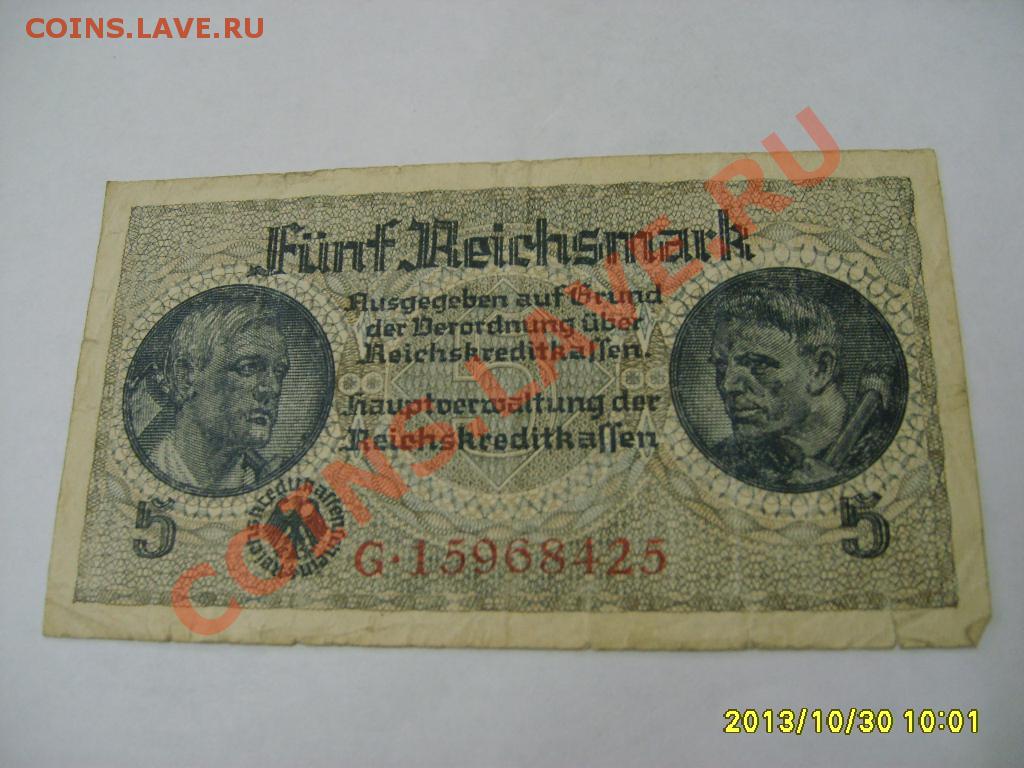 COINS.LAVE.RU
Fünf Reichsmark
Ausgegeben auf Grund
der Verordnung über
Reichskreditkassen.
Hauptverwaltung der
Reichskreditkassen
5
5
G·15968425
COINS.LAVE.RU
2013/10/30 10:01